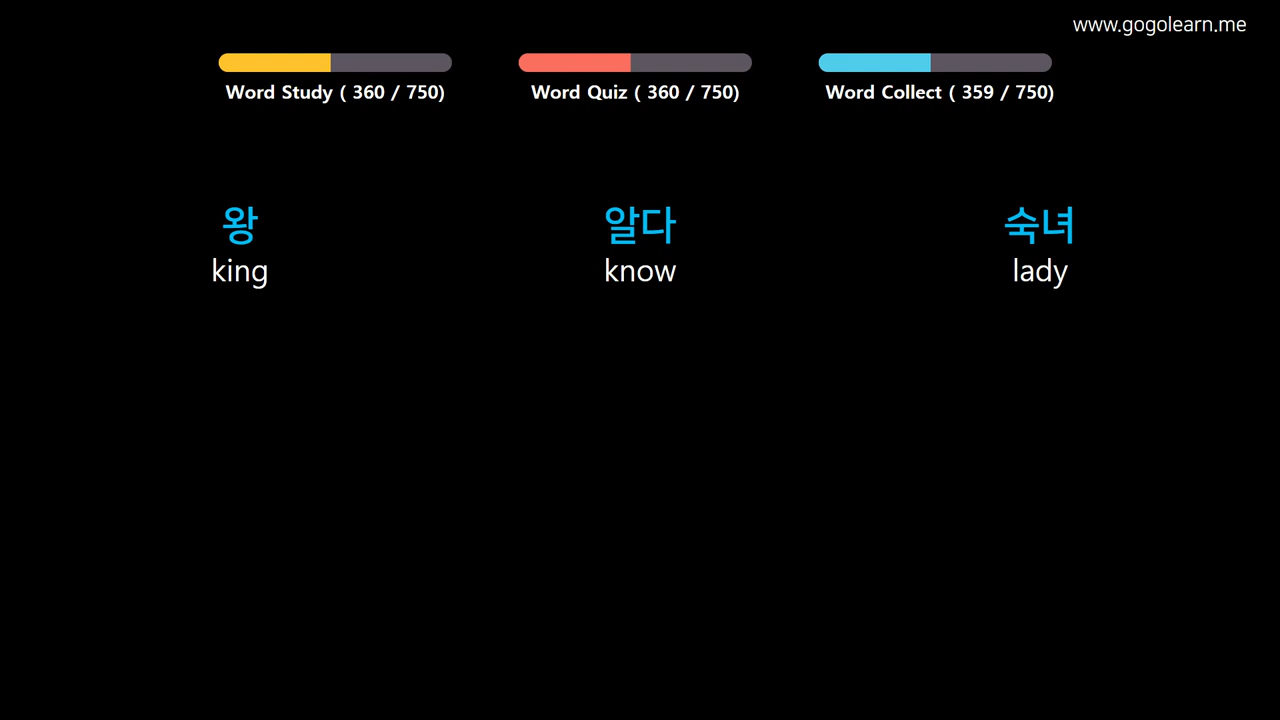 www.gogolearn.me
Word Study ( 360 / 750)
Word Quiz ( 360 / 750)
Word Collect ( 359 / 750)
왕
king
알다
know
숙녀
lady